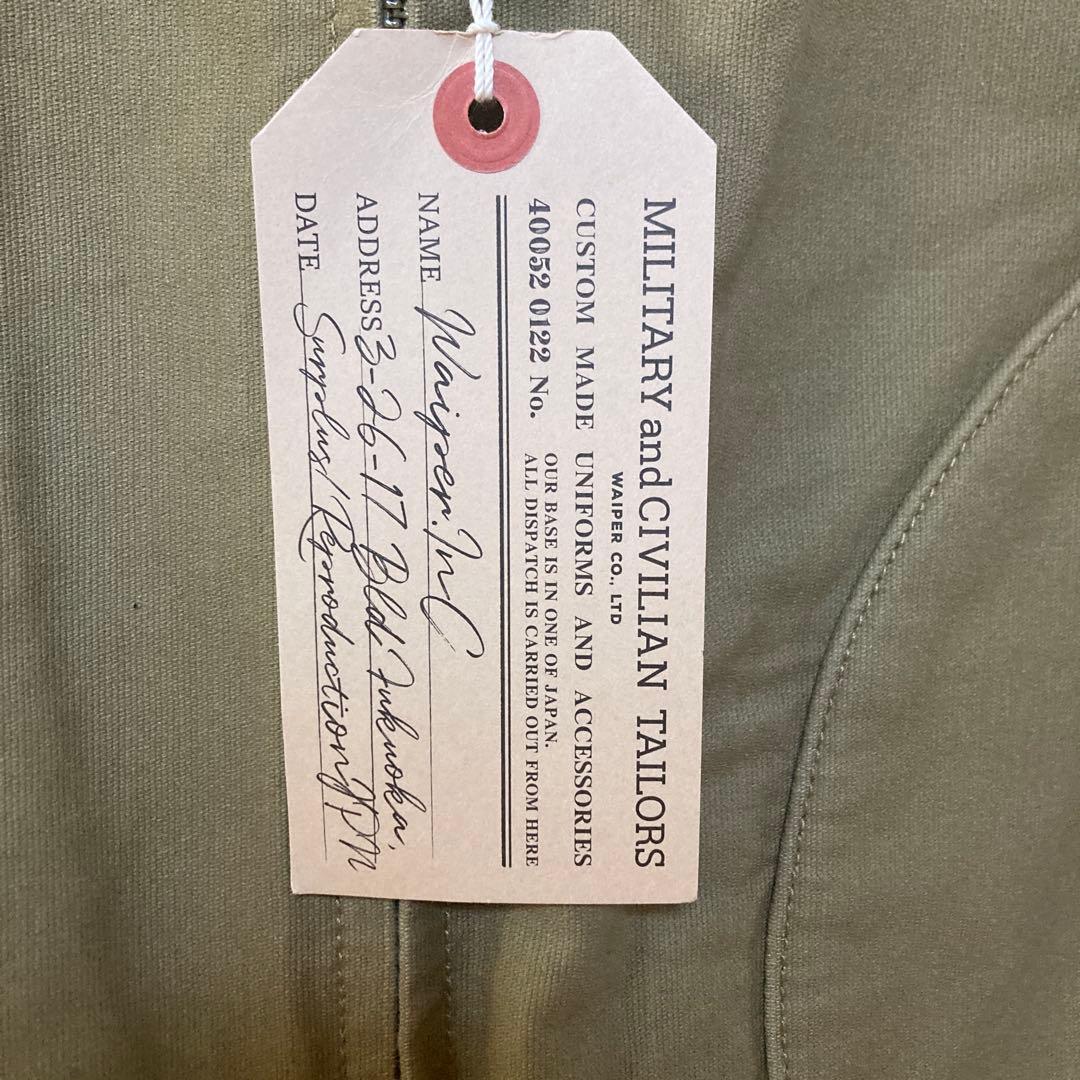 MILITARY and CIVILIAN TAILORS
WAIPER CO., LTD
CUSTOM MADE UNIFORMS AND ACCESSORIES
40052 0122 No.
OUR BASE IS IN ONE OF JAPAN.
ALL DISPATCH IS CARRIED OUT FROM HERE
NAME Waiper.InC
ADDRESS 3-26-17 Bld' Fukuoka,
DATE Surplus/Reproduction JPN